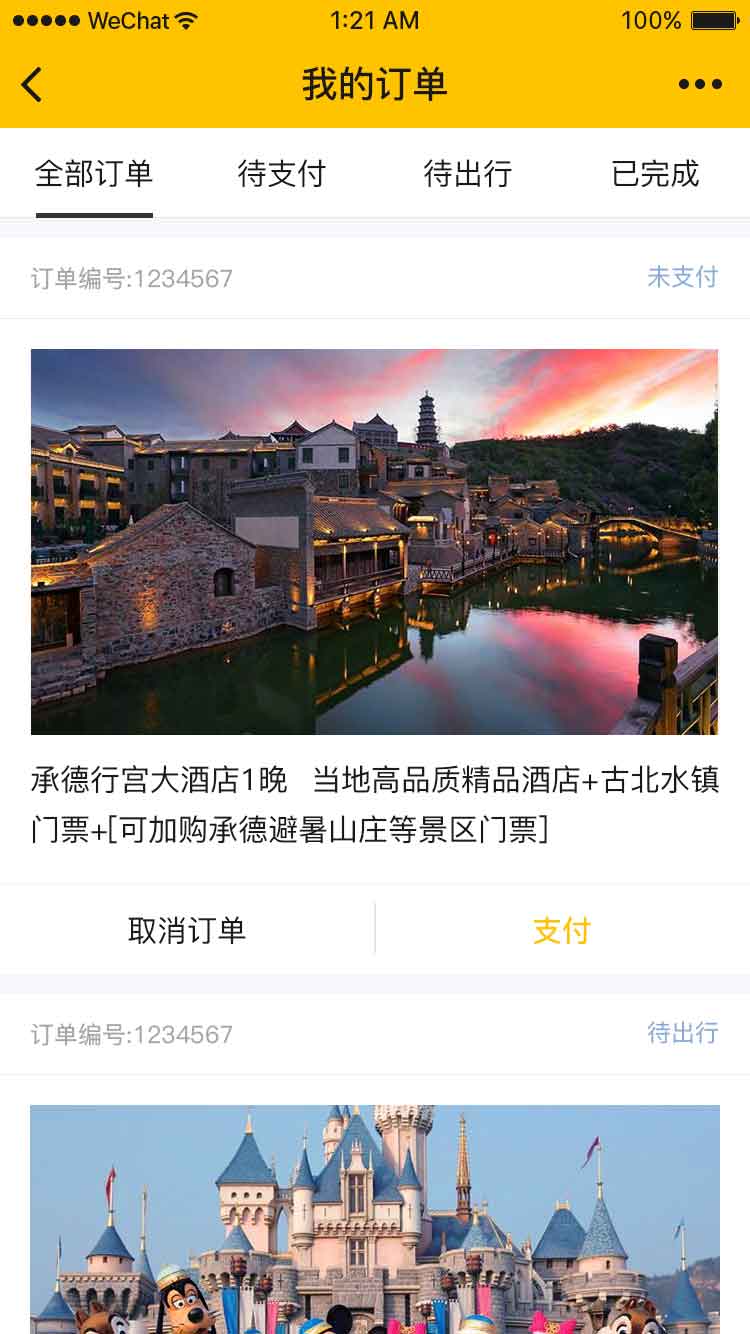 WeChat 1:21 AM 100%
我的订单
全部订单 待支付 待出行 已完成
订单编号:1234567 未支付
承德行宫大酒店1晚 当地高品质精品酒店+古北水镇
门票+[可加购承德避暑山庄等景区门票]
取消订单 支付
订单编号:1234567 待出行